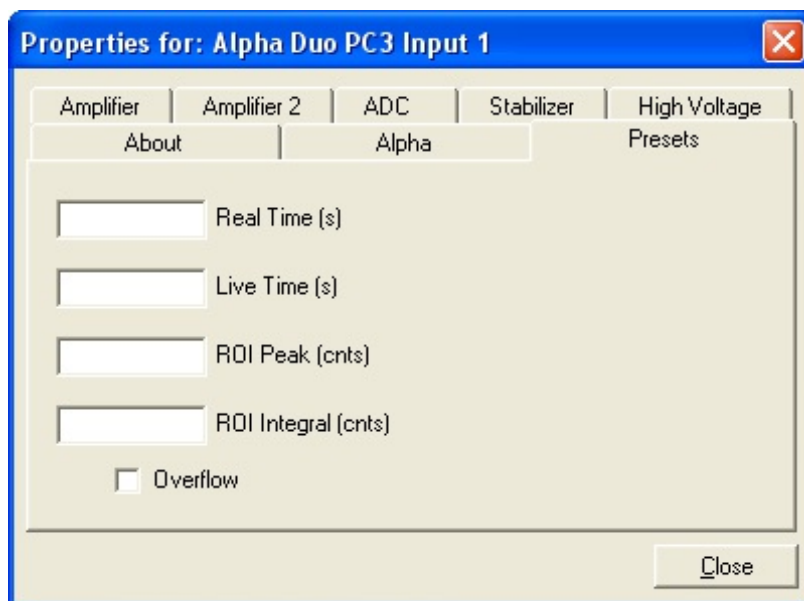 Properties for: Alpha Duo PC3 Input 1
Amplifier Amplifier 2 ADC Stabilizer High Voltage
About Alpha Presets
Real Time (s)
Live Time (s)
ROI Peak (cnts)
ROI Integral (cnts)
Overflow
Close